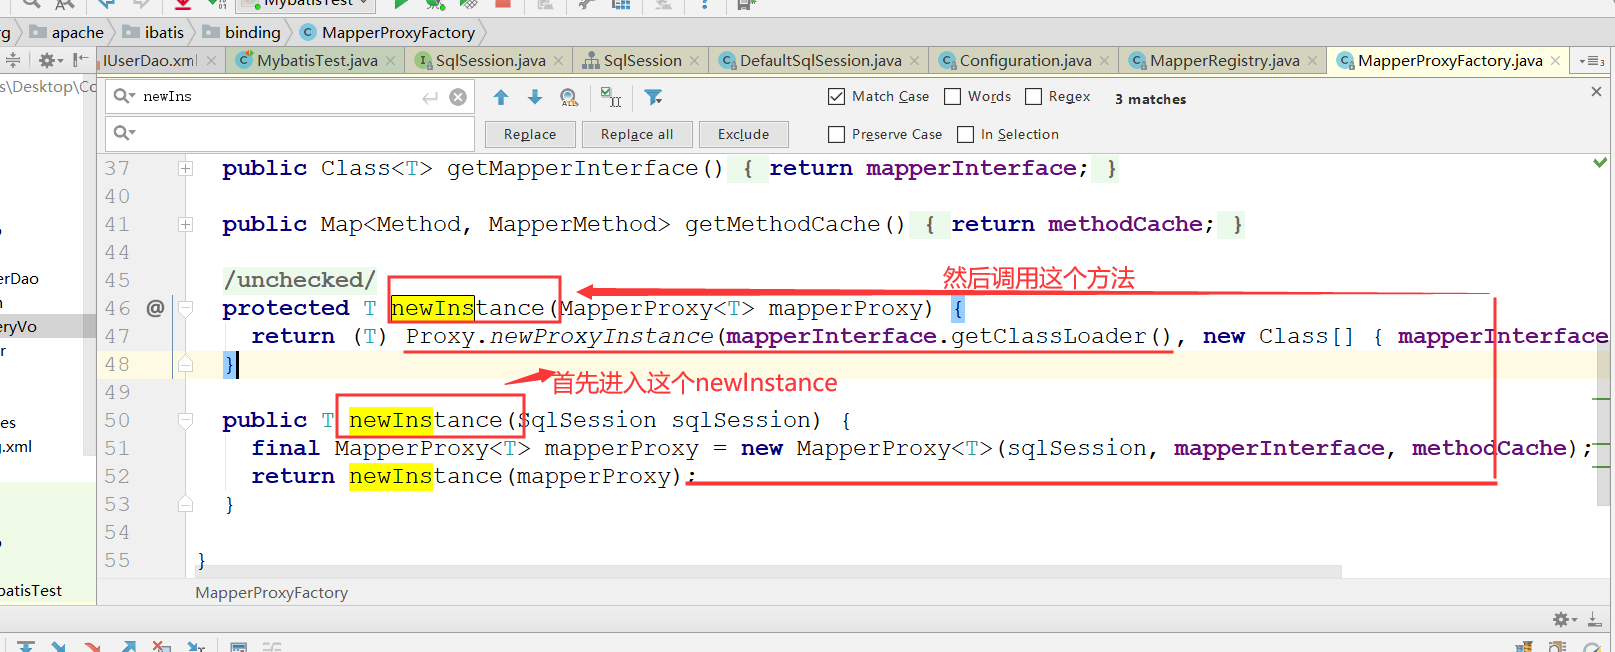 MybatisTest
rg apache ibatis binding MapperProxyFactory
IUserDao.xml MybatisTest.java SqlSession.java SqlSession DefaultSqlSession.java Configuration.java MapperRegistry.java MapperProxyFactory.java
s\Desktop\Co
newIns
Match Case Words Regex 3 matches
Replace Replace all Exclude Preserve Case In Selection
37 public Class<T> getMapperInterface() { return mapperInterface; }
40
41 public Map<Method, MapperMethod> getMethodCache() { return methodCache; }
44
45 /unchecked/
然后调用这个方法
46 @ protected T newInstance(MapperProxy<T> mapperProxy) {
47 return (T) Proxy.newProxyInstance(mapperInterface.getClassLoader(), new Class[] { mapperInterface
48 }
首先进入这个newInstance
49
50 public T newInstance(SqlSession sqlSession) {
51 final MapperProxy<T> mapperProxy = new MapperProxy<T>(sqlSession, mapperInterface, methodCache);
52 return newInstance(mapperProxy);
53 }
54
55 }
MapperProxyFactory
erDao
eryVo
r
es
g.xml
batisTest